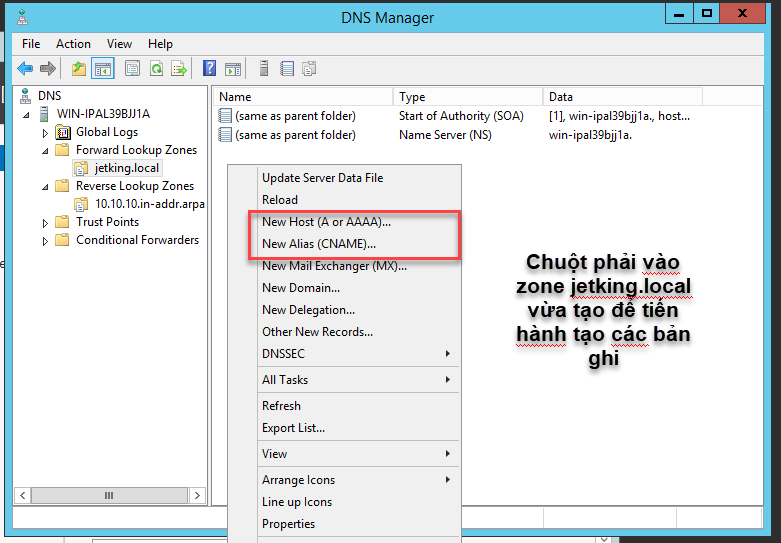 DNS Manager
File Action View Help
DNS
WIN-IPAL39BJJ1A
Global Logs
Forward Lookup Zones
jetking.local
Reverse Lookup Zones
10.10.10.in-addr.arpa
Trust Points
Conditional Forwarders
Name Type Data
(same as parent folder) Start of Authority (SOA) [1], win-ipal39bjj1a., host...
(same as parent folder) Name Server (NS) win-ipal39bjj1a.
Update Server Data File
Reload
New Host (A or AAAA)...
New Alias (CNAME)...
New Mail Exchanger (MX)...
New Domain...
New Delegation...
Other New Records...
DNSSEC
All Tasks
Refresh
Export List...
View
Arrange Icons
Line up Icons
Properties
Chuột phải vào
zone jetking.local
vừa tạo để tiến
hành tạo các bản
ghi